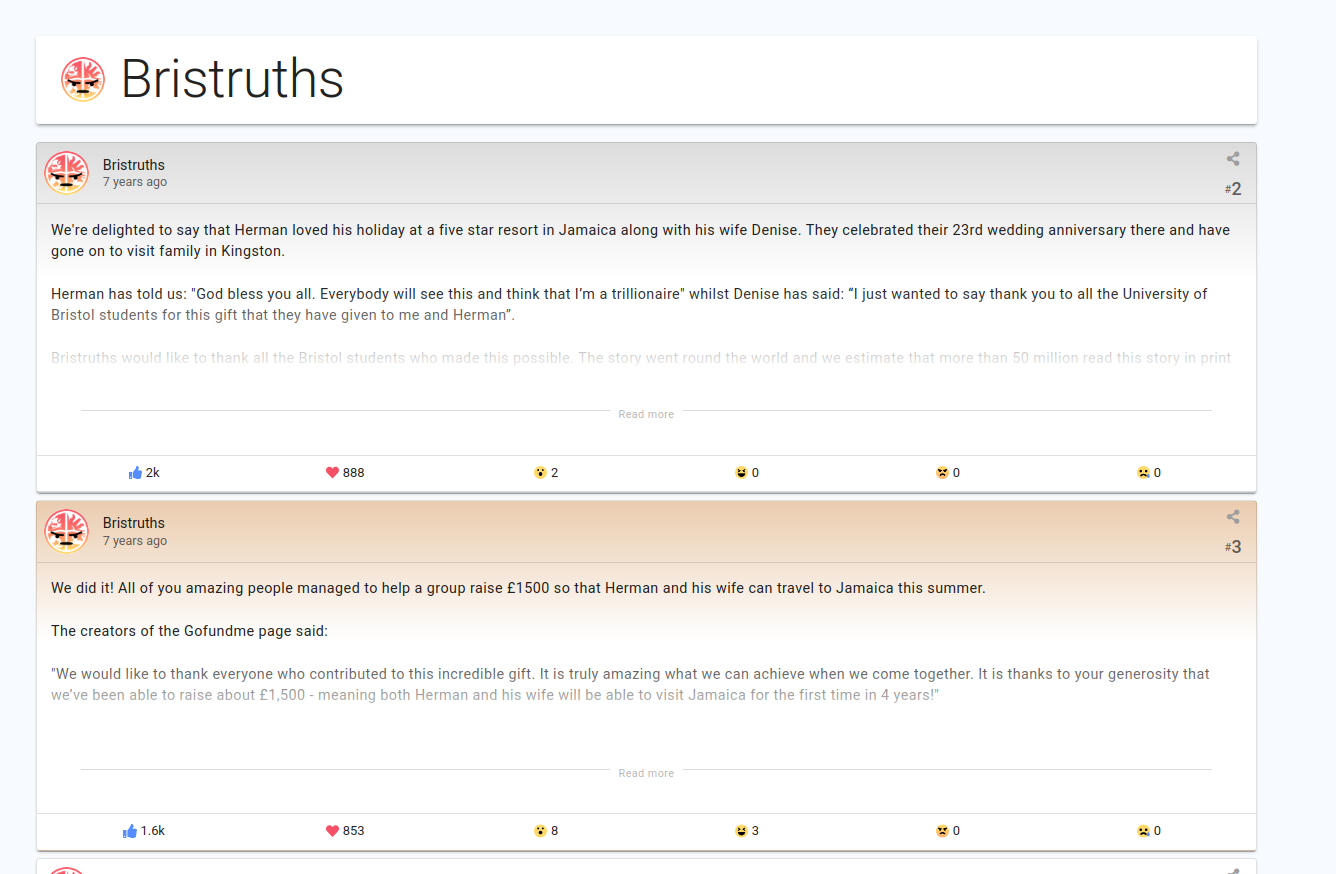 Bristruths
Bristruths
7 years ago
#2
We're delighted to say that Herman loved his holiday at a five star resort in Jamaica along with his wife Denise. They celebrated their 23rd wedding anniversary there and have
gone on to visit family in Kingston.
Herman has told us: "God bless you all. Everybody will see this and think that I’m a trillionaire" whilst Denise has said: “I just wanted to say thank you to all the University of
Bristol students for this gift that they have given to me and Herman”.
Bristruths would like to thank all the Bristol students who made this possible. The story went round the world and we estimate that more than 50 million read this story in print
Read more
2k 888 2 0 0 0
Bristruths
7 years ago
#3
We did it! All of you amazing people managed to help a group raise £1500 so that Herman and his wife can travel to Jamaica this summer.
The creators of the Gofundme page said:
"We would like to thank everyone who contributed to this incredible gift. It is truly amazing what we can achieve when we come together. It is thanks to your generosity that
we’ve been able to raise about £1,500 - meaning both Herman and his wife will be able to visit Jamaica for the first time in 4 years!"
Read more
1.6k 853 8 3 0 0